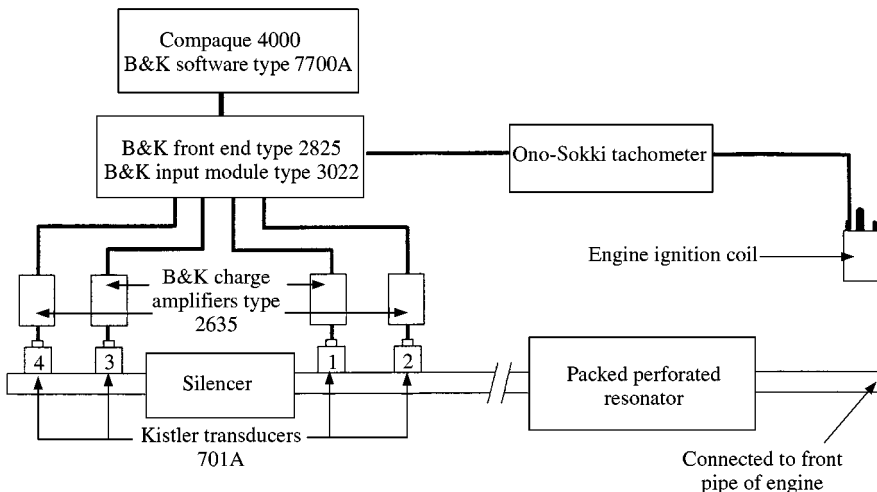 Compaque 4000
B&K software type 7700A
B&K front end type 2825
B&K input module type 3022
Ono-Sokki tachometer
Engine ignition coil
B&K charge
amplifiers type
2635
4
3
1
2
Silencer
Packed perforated
resonator
Kistler transducers
701A
Connected to front
pipe of engine